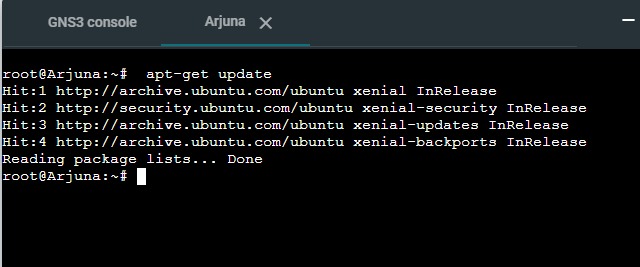 GNS3 console
Arjuna
root@Arjuna:~#  apt-get update
Hit:1 http://archive.ubuntu.com/ubuntu xenial InRelease
Hit:2 http://security.ubuntu.com/ubuntu xenial-security InRelease
Hit:3 http://archive.ubuntu.com/ubuntu xenial-updates InRelease
Hit:4 http://archive.ubuntu.com/ubuntu xenial-backports InRelease
Reading package lists... Done
root@Arjuna:~#